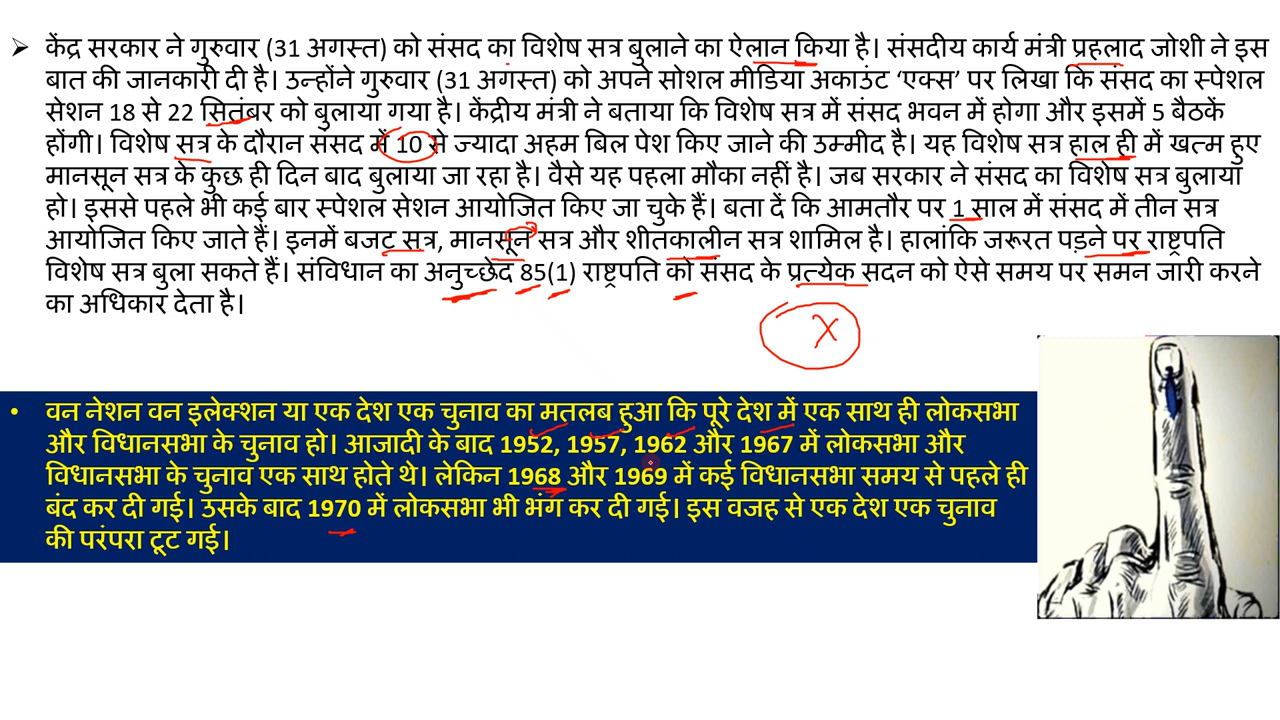 ➢ केंद्र सरकार ने गुरुवार (31 अगस्त) को संसद का विशेष सत्र बुलाने का ऐलान किया है। संसदीय कार्य मंत्री प्रहलाद जोशी ने इस
बात की जानकारी दी है। उन्होंने गुरुवार (31 अगस्त) को अपने सोशल मीडिया अकाउंट ‘एक्स’ पर लिखा कि संसद का स्पेशल
सेशन 18 से 22 सितंबर को बुलाया गया है। केंद्रीय मंत्री ने बताया कि विशेष सत्र में संसद भवन में होगा और इसमें 5 बैठकें
होंगी। विशेष सत्र के दौरान संसद में 10 से ज्यादा अहम बिल पेश किए जाने की उम्मीद है। यह विशेष सत्र हाल ही में खत्म हुए
मानसून सत्र के कुछ ही दिन बाद बुलाया जा रहा है। वैसे यह पहला मौका नहीं है। जब सरकार ने संसद का विशेष सत्र बुलाया
हो। इससे पहले भी कई बार स्पेशल सेशन आयोजित किए जा चुके हैं। बता दें कि आमतौर पर 1 साल में संसद में तीन सत्र
आयोजित किए जाते हैं। इनमें बजट सत्र, मानसून सत्र और शीतकालीन सत्र शामिल है। हालांकि जरूरत पड़ने पर राष्ट्रपति
विशेष सत्र बुला सकते हैं। संविधान का अनुच्छेद 85(1) राष्ट्रपति को संसद के प्रत्येक सदन को ऐसे समय पर समन जारी करने
का अधिकार देता है।
X
• वन नेशन वन इलेक्शन या एक देश एक चुनाव का मतलब हुआ कि पूरे देश में एक साथ ही लोकसभा
और विधानसभा के चुनाव हो। आजादी के बाद 1952, 1957, 1962 और 1967 में लोकसभा और
विधानसभा के चुनाव एक साथ होते थे। लेकिन 1968 और 1969 में कई विधानसभा समय से पहले ही
बंद कर दी गई। उसके बाद 1970 में लोकसभा भी भंग कर दी गई। इस वजह से एक देश एक चुनाव
की परंपरा टूट गई।